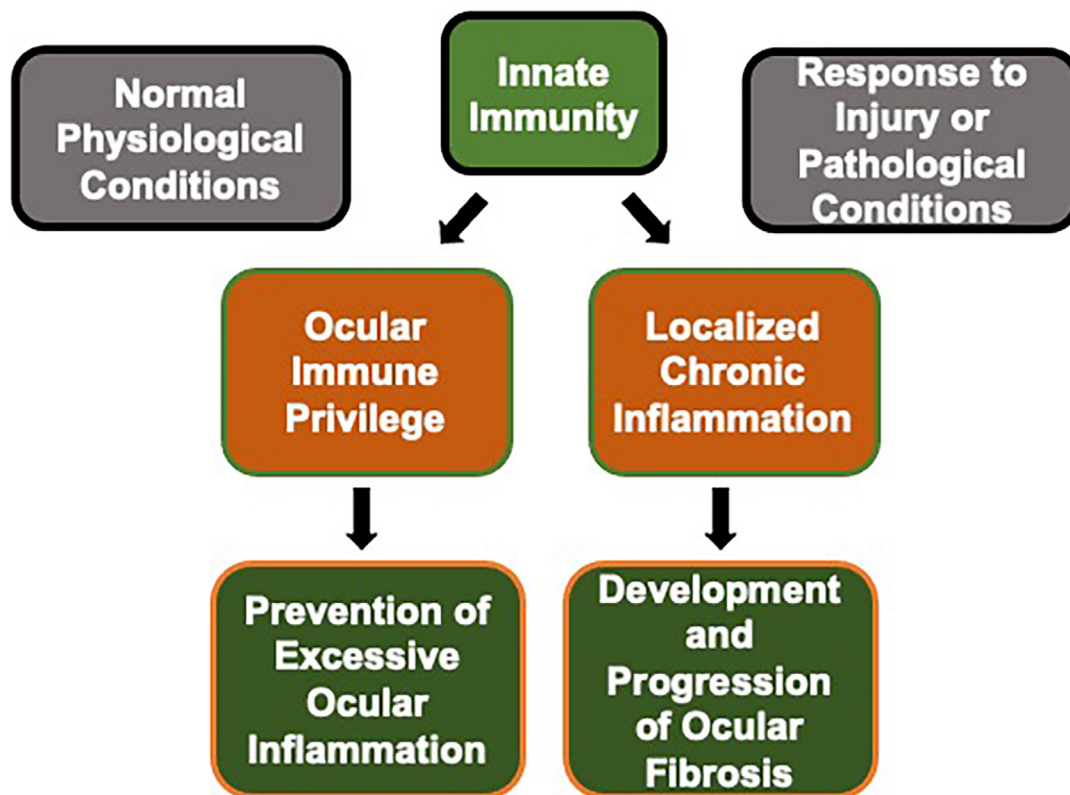 Normal
Physiological
Conditions
Innate
Immunity
Response to
Injury or
Pathological
Conditions
Ocular
Immune
Privilege
Localized
Chronic
Inflammation
Prevention of
Excessive
Ocular
Inflammation
Development
and
Progression
of Ocular
Fibrosis